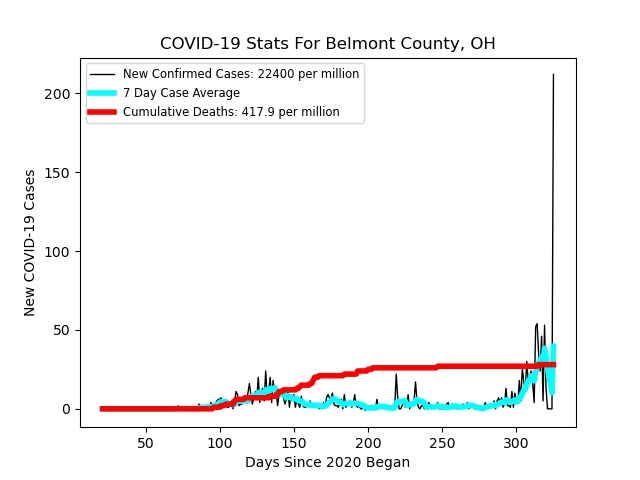 COVID-19 Stats For Belmont County, OH
New Confirmed Cases: 22400 per million
7 Day Case Average
Cumulative Deaths: 417.9 per million
New COVID-19 Cases
200
150
100
50
0
50 100 150 200 250 300
Days Since 2020 Began